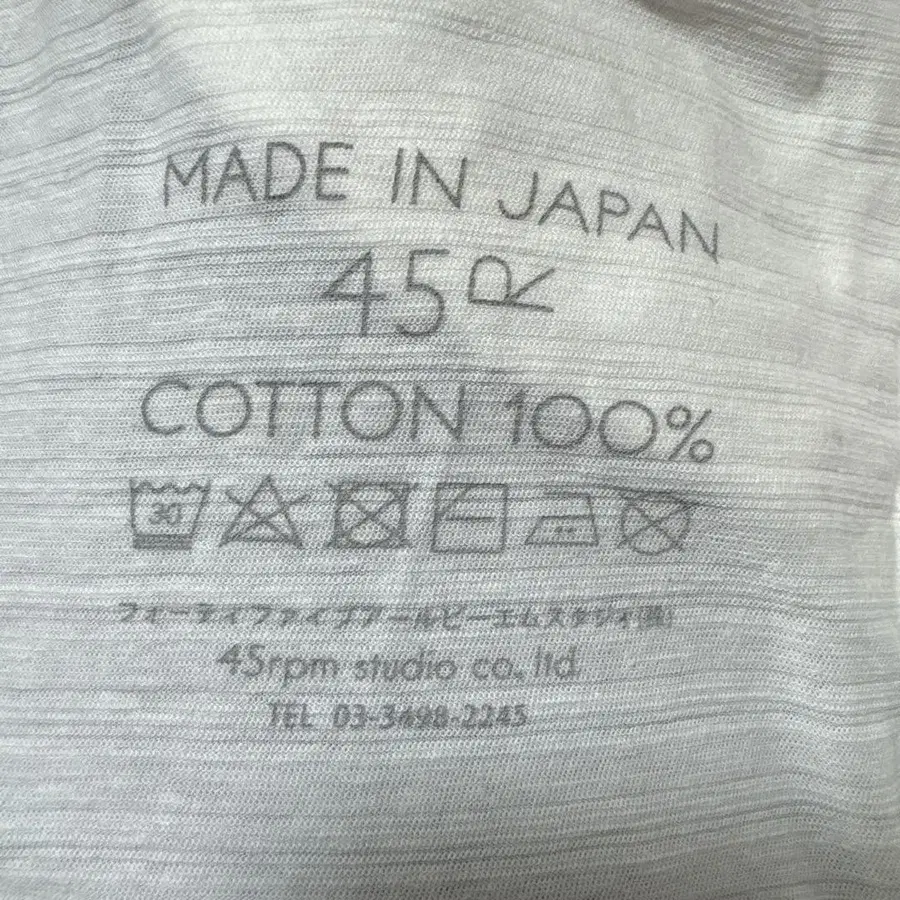 MADE IN JAPAN
45R
COTTON 100%
30
フォーティファイブアールピーエムスタジオ(株)
45rpm studio co., ltd.
TEL 03-3498-2245